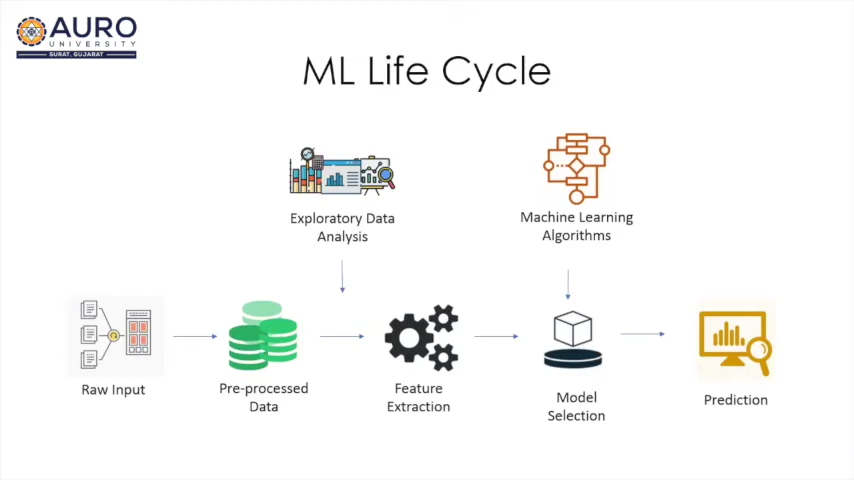 AURO
UNIVERSITY
SURAT, GUJARAT
ML Life Cycle
Exploratory Data
Analysis
Machine Learning
Algorithms
Raw Input
Pre-processed
Data
Feature
Extraction
Model
Selection
Prediction